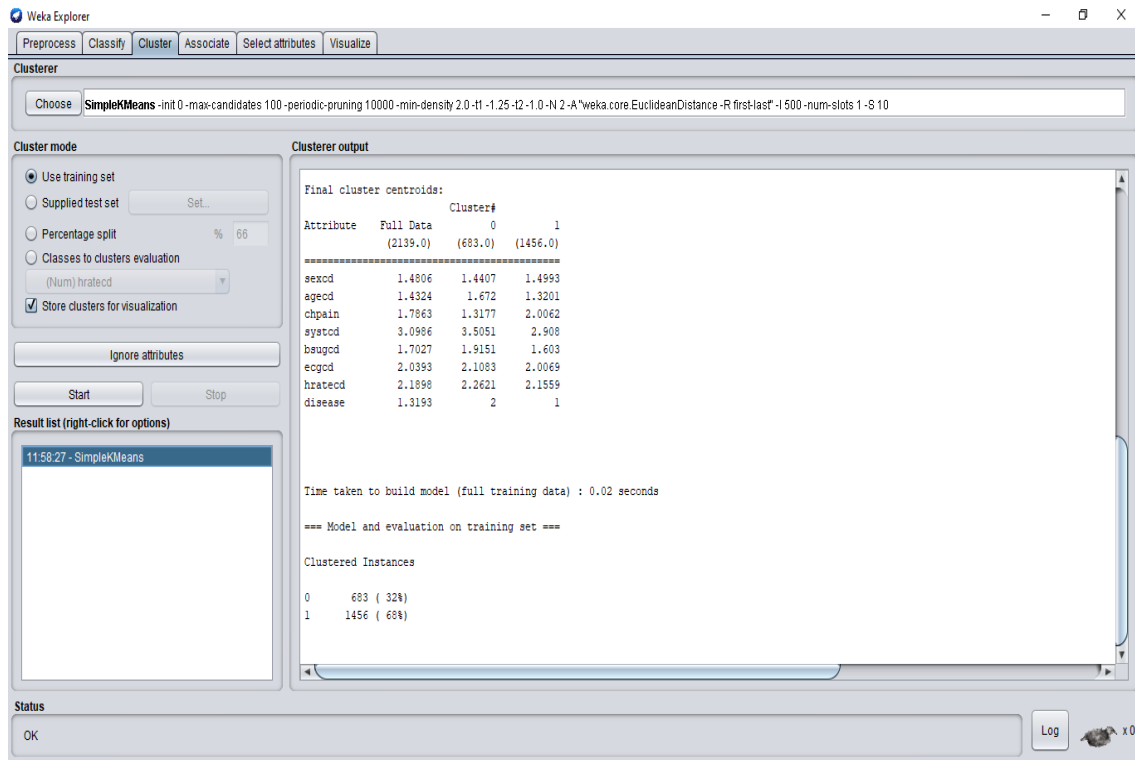 Weka Explorer
Preprocess Classify Cluster Associate Select attributes Visualize
Clusterer
Choose SimpleKMeans -init 0 -max-candidates 100 -periodic-pruning 10000 -min-density 2.0 -t1 -1.25 -t2 -1.0 -N 2 -A "weka.core.EuclideanDistance -R first-last" -I 500 -num-slots 1 -S 10
Cluster mode
Use training set
Supplied test set Set...
Percentage split % 66
Classes to clusters evaluation
(Num) hratecd
Store clusters for visualization
Ignore attributes
Start Stop
Result list (right-click for options)
11:58:27 - SimpleKMeans
Clusterer output
Final cluster centroids:
Cluster#
Attribute Full Data 0 1
(2139.0) (683.0) (1456.0)
============================================
sexcd 1.4806 1.4407 1.4993
agecd 1.4324 1.672 1.3201
chpain 1.7863 1.3177 2.0062
systcd 3.0986 3.5051 2.908
bsugcd 1.7027 1.9151 1.603
ecgcd 2.0393 2.1083 2.0069
hratecd 2.1898 2.2621 2.1559
disease 1.3193 2 1
Time taken to build model (full training data) : 0.02 seconds
=== Model and evaluation on training set ===
Clustered Instances
0 683 ( 32%)
1 1456 ( 68%)
Status
OK
Log x 0